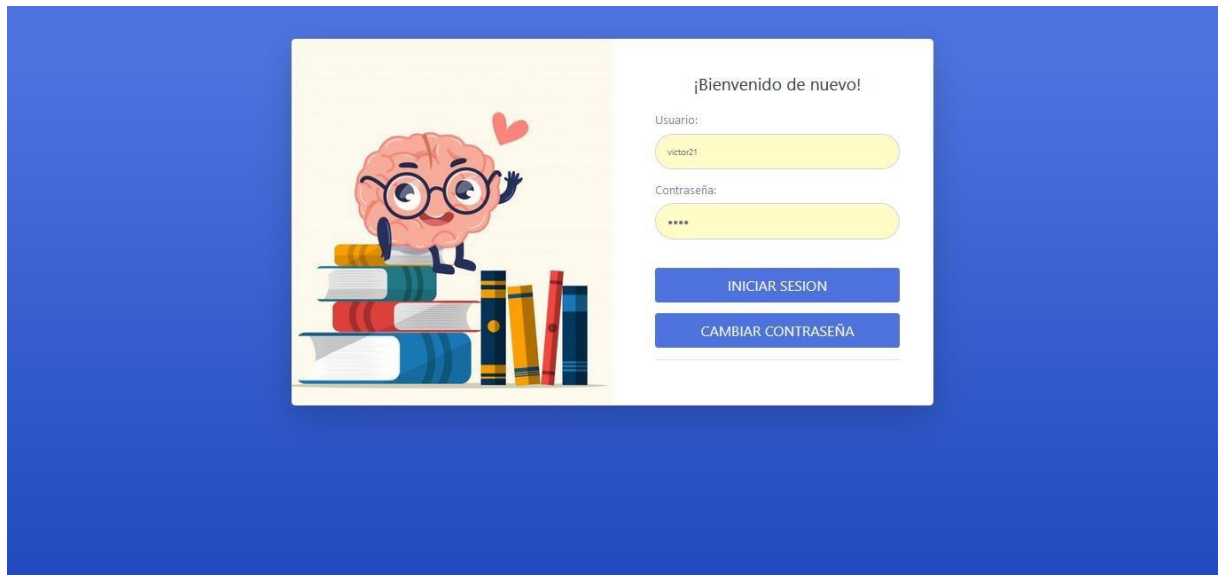 ¡Bienvenido de nuevo!
Usuario:
victor21
Contraseña:
••••
INICIAR SESION
CAMBIAR CONTRASEÑA